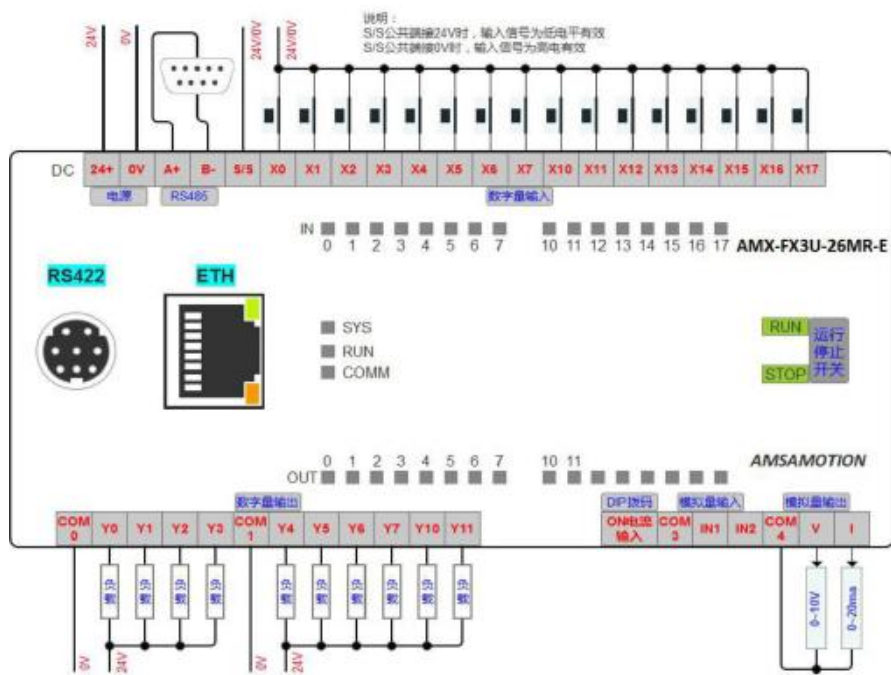 说明：
S/S公共端接24V时，输入信号为低电平有效
S/S公共端接0V时，输入信号为高电有效
24V
0V
24V/0V
24V/0V
DC 24+ 0V A+ B- S/S X0 X1 X2 X3 X4 X5 X6 X7 X10 X11 X12 X13 X14 X15 X16 X17
电源 RS485 数字量输入
IN
0 1 2 3 4 5 6 7 10 11 12 13 14 15 16 17
AMX-FX3U-26MR-E
RS422
ETH
SYS
RUN
COMM
RUN
STOP
运行
停止
开关
0 1 2 3 4 5 6 7 10 11
OUT
AMSAMOTION
数字量输出 DIP拨码 模拟量输入 模拟量输出
COM 0 Y0 Y1 Y2 Y3 COM 1 Y4 Y5 Y6 Y7 Y10 Y11
ON电流
输入
COM 3 IN1 IN2 COM 4 V I
负载 负载 负载 负载 负载 负载 负载 负载 负载 负载
0~10V
0~20ma
0V
24V
0V
24V